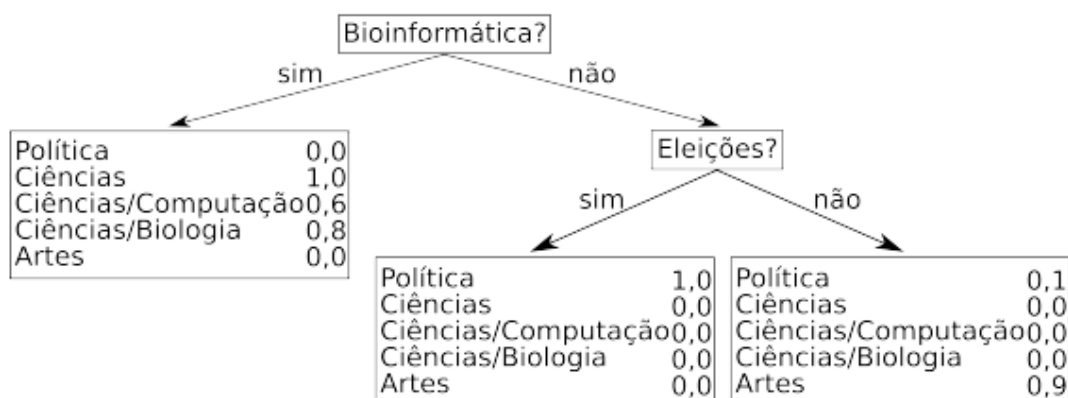 Bioinformática?
sim
não
Política 0,0
Ciências 1,0
Ciências/Computação 0,6
Ciências/Biologia 0,8
Artes 0,0
Eleições?
sim
não
Política 1,0
Ciências 0,0
Ciências/Computação 0,0
Ciências/Biologia 0,0
Artes 0,0
Política 0,1
Ciências 0,0
Ciências/Computação 0,0
Ciências/Biologia 0,0
Artes 0,9